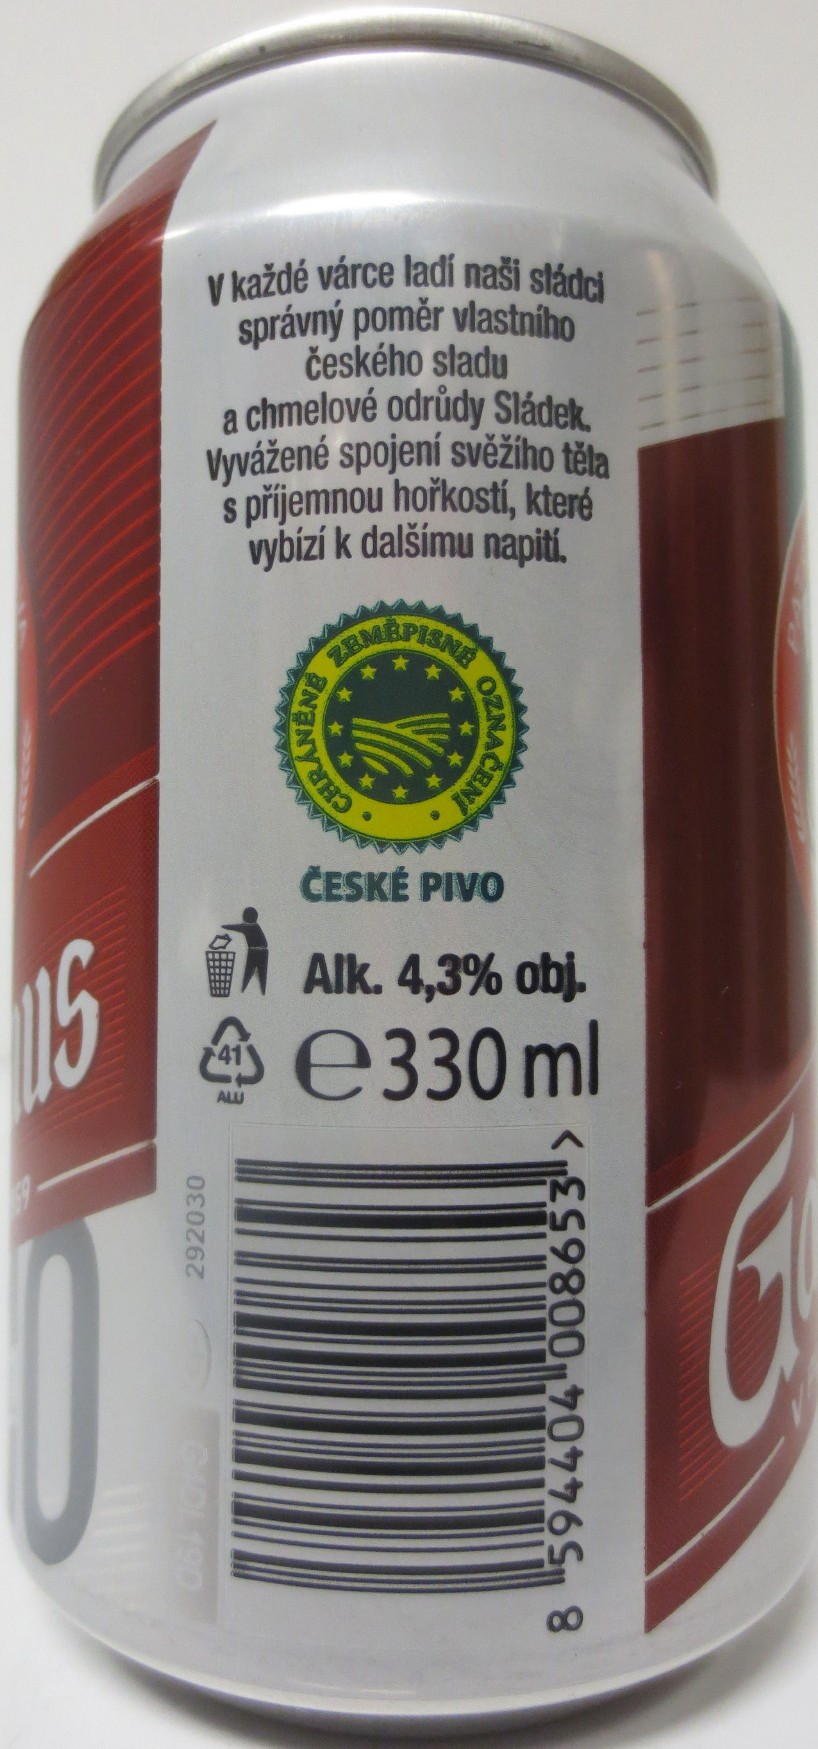 V každé várce ladí naši sládci
správný poměr vlastního
českého sladu
a chmelové odrůdy Sládek.
Vyvážené spojení svěžího těla
s příjemnou hořkostí, které
vybízí k dalšímu napití.
CHRÁNĚNÉ ZEMĚPISNÉ OZNAČENÍ
ČESKÉ PIVO
Alk. 4,3% obj.
41
ALU
e 330 ml
292030
8 594404 008653 >
us
0